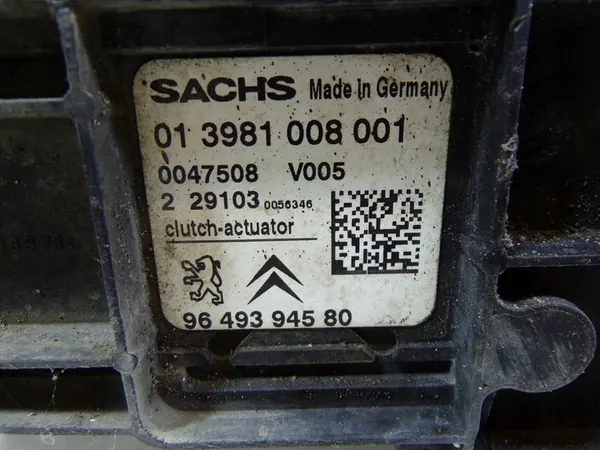 SACHS Made in Germany
01 3981 008 001
0047508 V005
2 29103 0056346
clutch-actuator
96 493 945 80